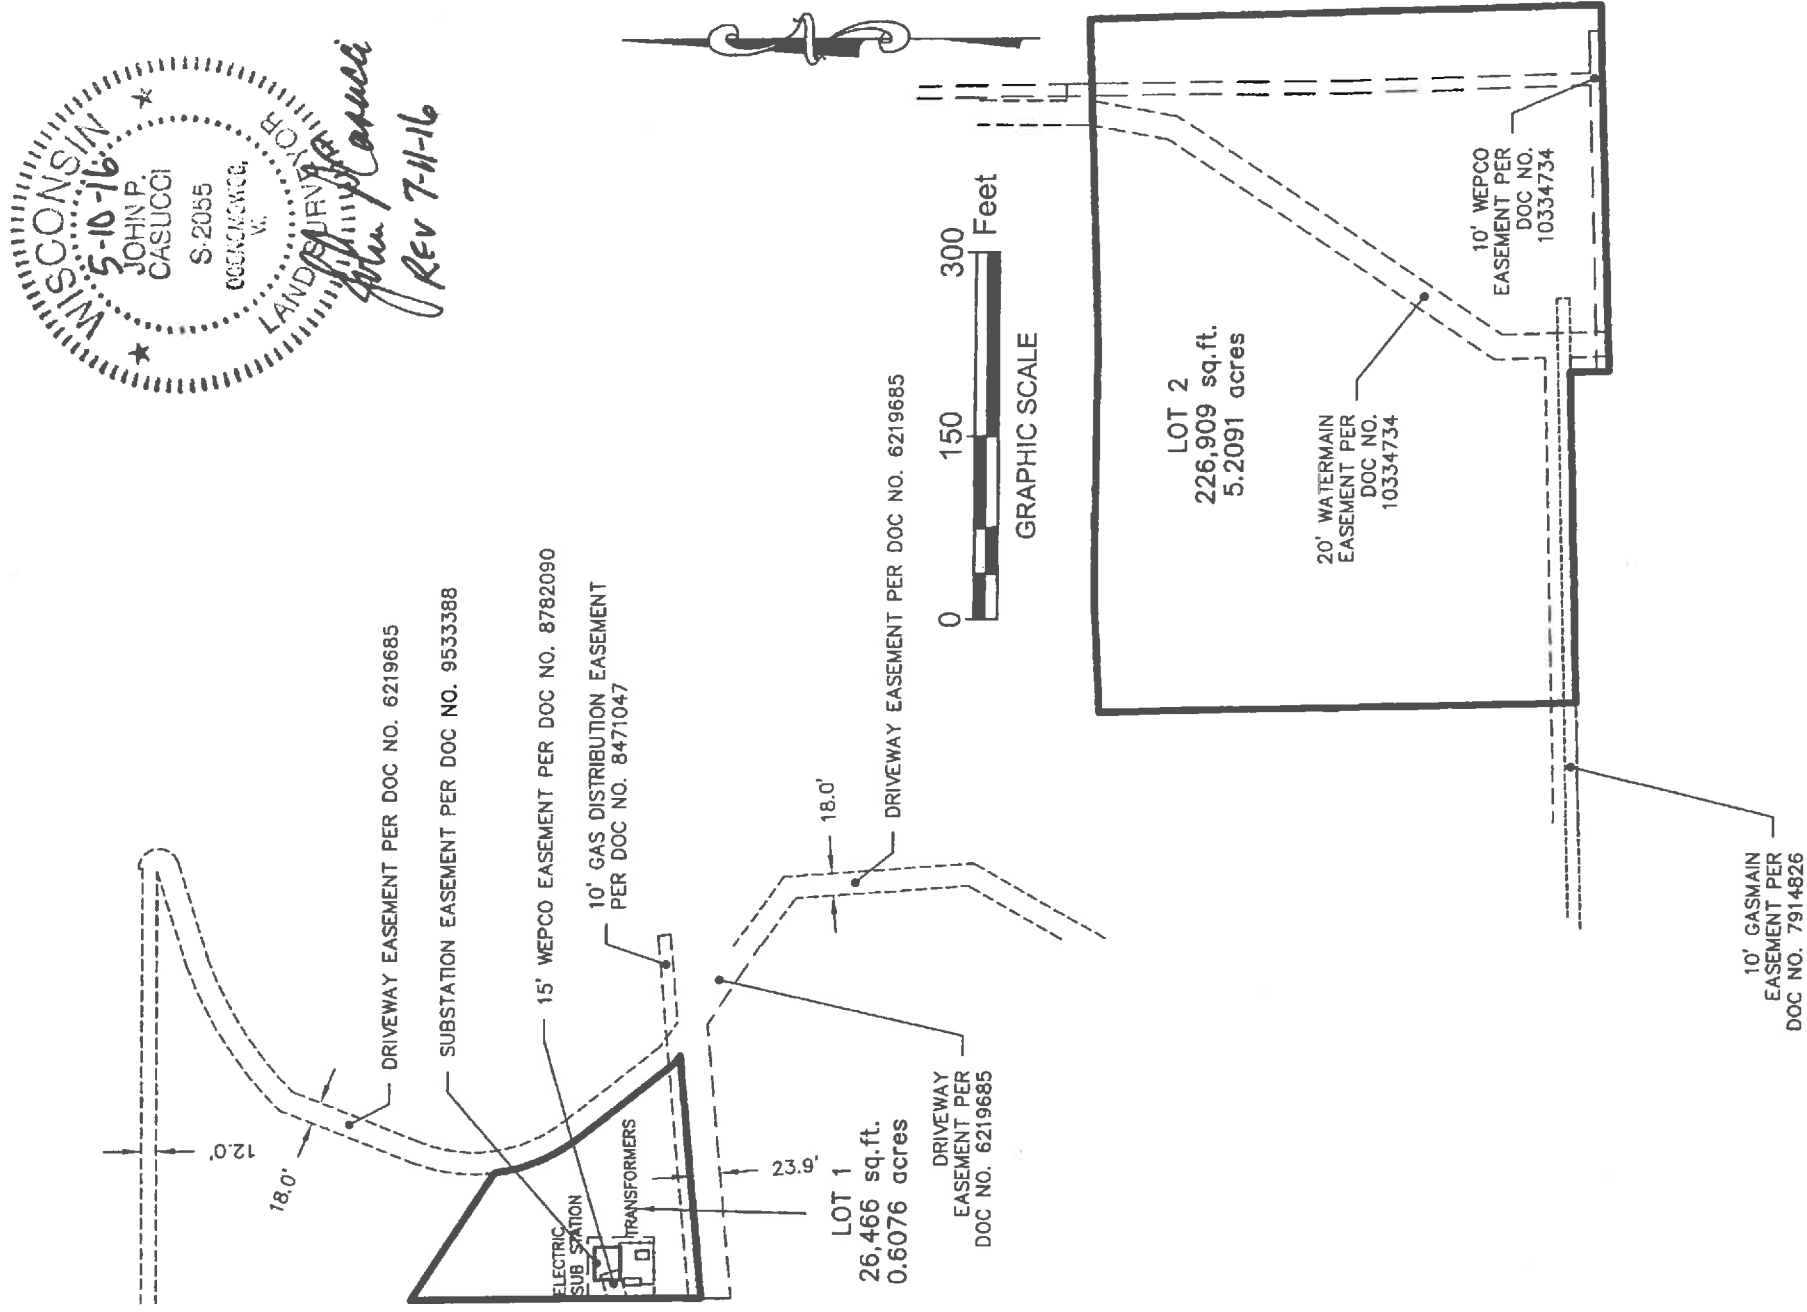 WISCONSIN
5-10-16
JOHN P.
CASUCCI
S-2055
LAND SURVEYOR
John P Casucci
REV 7-11-16
DRIVEWAY EASEMENT PER DOC NO. 6219685
SUBSTATION EASEMENT PER DOC NO. 9533388
15' WEPCO EASEMENT PER DOC NO. 8782090
10' GAS DISTRIBUTION EASEMENT
PER DOC NO. 8471047
DRIVEWAY EASEMENT PER DOC NO. 6219685
12.0'
18.0'
18.0'
23.9'
ELECTRIC
SUB STATION
TRANSFORMERS
LOT 1
26,466 sq.ft.
0.6076 acres
DRIVEWAY
EASEMENT PER
DOC NO. 6219685
0 150 300 Feet
GRAPHIC SCALE
LOT 2
226,909 sq.ft.
5.2091 acres
20' WATERMAIN
EASEMENT PER
DOC NO.
10334734
10' WEPCO
EASEMENT PER
DOC NO.
10334734
10' GASMAIN
EASEMENT PER
DOC NO. 7914826